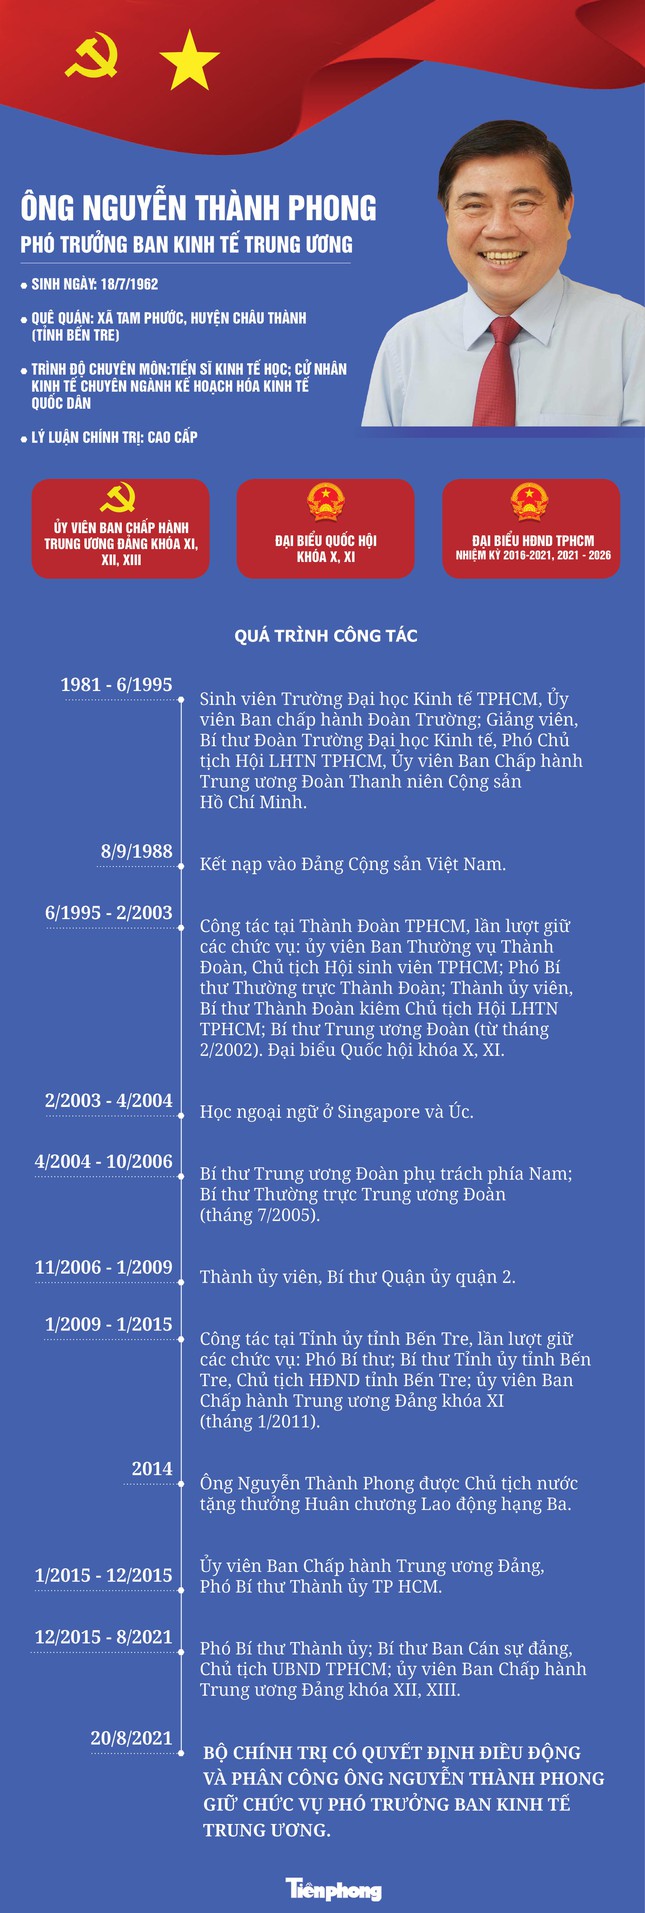 ÔNG NGUYỄN THÀNH PHONG
PHÓ TRƯỞNG BAN KINH TẾ TRUNG ƯƠNG
• SINH NGÀY: 18/7/1962
• QUÊ QUÁN: XÃ TAM PHƯỚC, HUYỆN CHÂU THÀNH
(TỈNH BẾN TRE)
• TRÌNH ĐỘ CHUYÊN MÔN:TIẾN SĨ KINH TẾ HỌC; CỬ NHÂN
KINH TẾ CHUYÊN NGÀNH KẾ HOẠCH HÓA KINH TẾ
QUỐC DÂN
• LÝ LUẬN CHÍNH TRỊ: CAO CẤP
ỦY VIÊN BAN CHẤP HÀNH
TRUNG ƯƠNG ĐẢNG KHÓA XI,
XII, XIII
ĐẠI BIỂU QUỐC HỘI
KHÓA X, XI
ĐẠI BIỂU HĐND TPHCM
NHIỆM KỲ 2016-2021, 2021 - 2026
QUÁ TRÌNH CÔNG TÁC
1981 - 6/1995
Sinh viên Trường Đại học Kinh tế TPHCM, Ủy
viên Ban chấp hành Đoàn Trường; Giảng viên,
Bí thư Đoàn Trường Đại học Kinh tế, Phó Chủ
tịch Hội LHTN TPHCM, Ủy viên Ban Chấp hành
Trung ương Đoàn Thanh niên Cộng sản
Hồ Chí Minh.
8/9/1988
Kết nạp vào Đảng Cộng sản Việt Nam.
6/1995 - 2/2003
Công tác tại Thành Đoàn TPHCM, lần lượt giữ
các chức vụ: ủy viên Ban Thường vụ Thành
Đoàn, Chủ tịch Hội sinh viên TPHCM; Phó Bí
thư Thường trực Thành Đoàn; Thành ủy viên,
Bí thư Thành Đoàn kiêm Chủ tịch Hội LHTN
TPHCM; Bí thư Trung ương Đoàn (từ tháng
2/2002). Đại biểu Quốc hội khóa X, XI.
2/2003 - 4/2004
Học ngoại ngữ ở Singapore và Úc.
4/2004 - 10/2006
Bí thư Trung ương Đoàn phụ trách phía Nam;
Bí thư Thường trực Trung ương Đoàn
(tháng 7/2005).
11/2006 - 1/2009
Thành ủy viên, Bí thư Quận ủy quận 2.
1/2009 - 1/2015
Công tác tại Tỉnh ủy tỉnh Bến Tre, lần lượt giữ
các chức vụ: Phó Bí thư; Bí thư Tỉnh ủy tỉnh Bến
Tre, Chủ tịch HĐND tỉnh Bến Tre; ủy viên Ban
Chấp hành Trung ương Đảng khóa XI
(tháng 1/2011).
2014
Ông Nguyễn Thành Phong được Chủ tịch nước
tặng thưởng Huân chương Lao động hạng Ba.
1/2015 - 12/2015
Ủy viên Ban Chấp hành Trung ương Đảng,
Phó Bí thư Thành ủy TP HCM.
12/2015 - 8/2021
Phó Bí thư Thành ủy; Bí thư Ban Cán sự đảng,
Chủ tịch UBND TPHCM; ủy viên Ban Chấp hành
Trung ương Đảng khóa XII, XIII.
20/8/2021
BỘ CHÍNH TRỊ CÓ QUYẾT ĐỊNH ĐIỀU ĐỘNG
VÀ PHÂN CÔNG ÔNG NGUYỄN THÀNH PHONG
GIỮ CHỨC VỤ PHÓ TRƯỞNG BAN KINH TẾ
TRUNG ƯƠNG.
Tiênphong